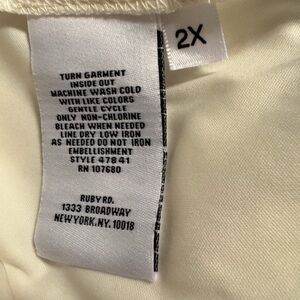 2X
TURN GARMENT
INSIDE OUT
MACHINE WASH COLD
WITH LIKE COLORS
GENTLE CYCLE
ONLY NON-CHLORINE
BLEACH WHEN NEEDED
LINE DRY LOW IRON
AS NEEDED DO NOT IRON
EMBELLISHMENT
STYLE 47841
RN 107680
RUBY RD.
1333 BROADWAY
NEW YORK. NY. 10018